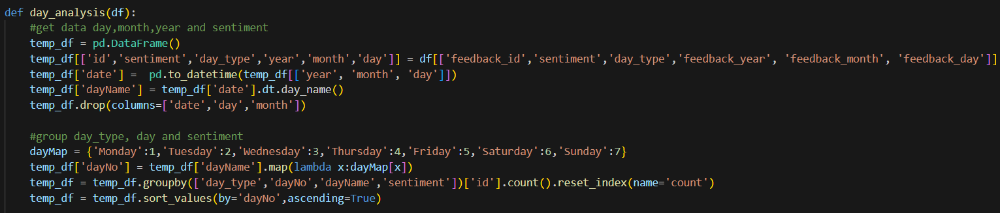 def day_analysis(df):
    #get data day,month,year and sentiment
    temp_df = pd.DataFrame()
    temp_df[['id','sentiment','day_type','year','month','day']] = df[['feedback_id','sentiment','day_type','feedback_year', 'feedback_month', 'feedback_day']]
    temp_df['date'] =  pd.to_datetime(temp_df[['year', 'month', 'day']])
    temp_df['dayName'] = temp_df['date'].dt.day_name()
    temp_df.drop(columns=['date','day','month'])

    #group day_type, day and sentiment
    dayMap = {'Monday':1,'Tuesday':2,'Wednesday':3,'Thursday':4,'Friday':5,'Saturday':6,'Sunday':7}
    temp_df['dayNo'] = temp_df['dayName'].map(lambda x:dayMap[x])
    temp_df = temp_df.groupby(['day_type','dayNo','dayName','sentiment'])['id'].count().reset_index(name='count')
    temp_df = temp_df.sort_values(by='dayNo',ascending=True)